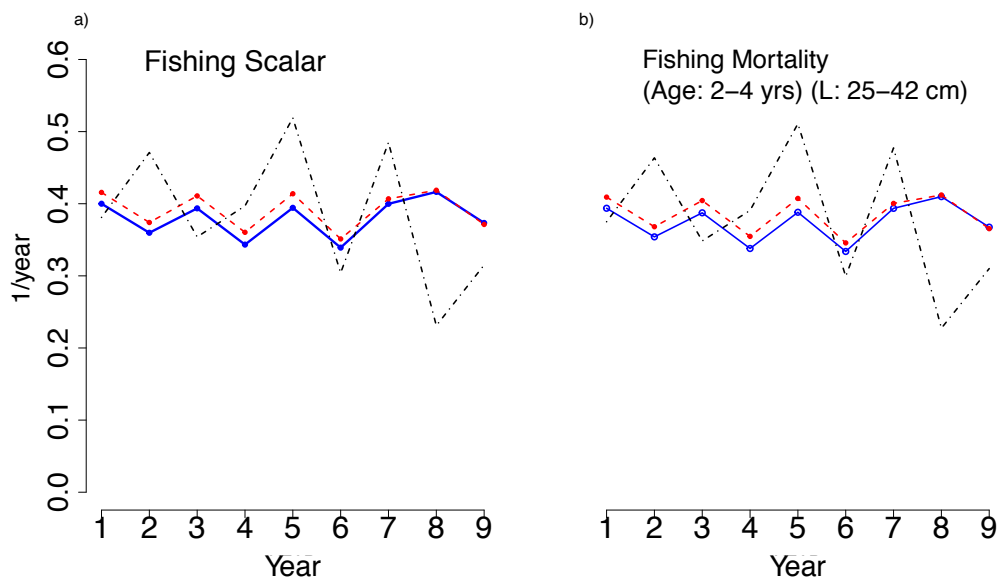 a)
Fishing Scalar
1/year
0.6
0.5
0.4
0.3
0.2
0.1
0.0
1 2 3 4 5 6 7 8 9
Year
b)
Fishing Mortality
(Age: 2−4 yrs) (L: 25−42 cm)
1 2 3 4 5 6 7 8 9
Year